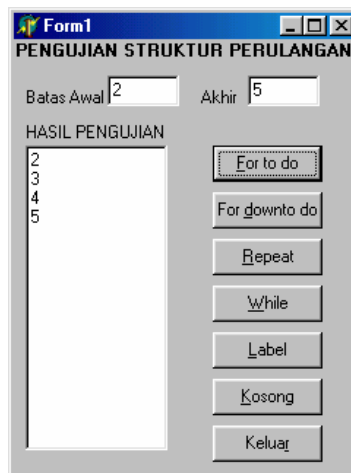 Form1
PENGUJIAN STRUKTUR PERULANGAN
Batas Awal 2 Akhir 5
HASIL PENGUJIAN
2
3
4
5
For to do
For downto do
Repeat
While
Label
Kosong
Keluar